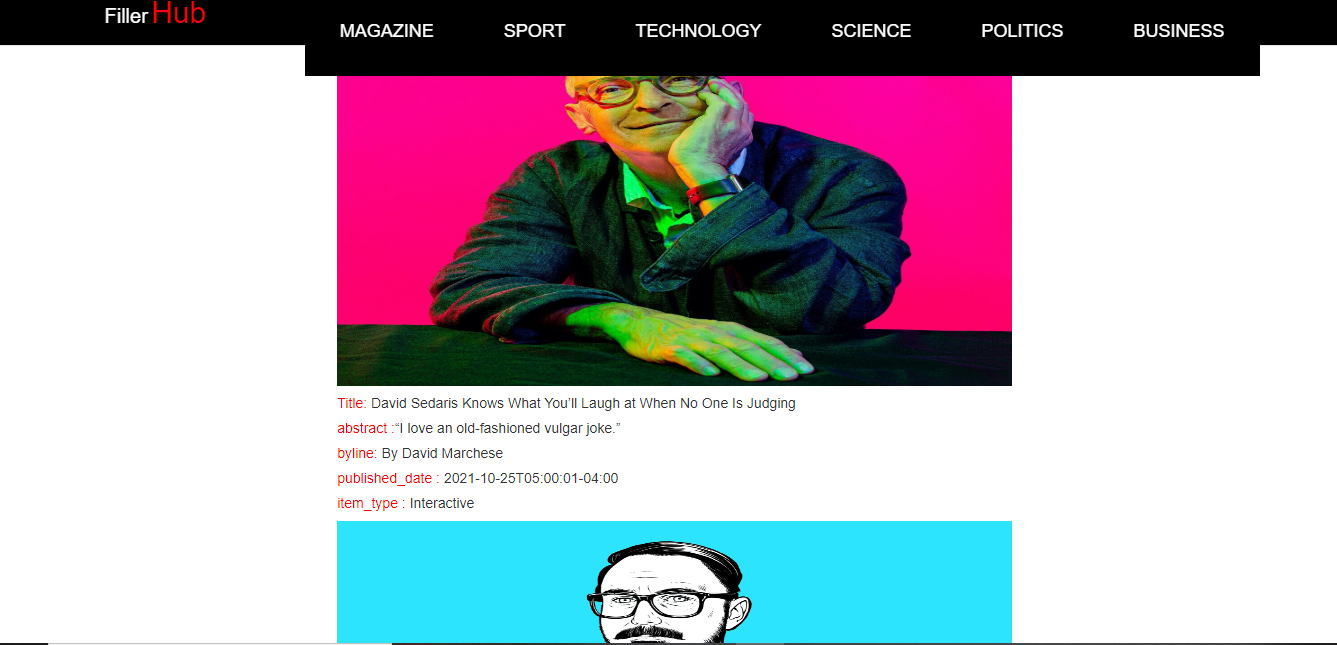 Filler Hub
MAGAZINE SPORT TECHNOLOGY SCIENCE POLITICS BUSINESS
Title: David Sedaris Knows What You’ll Laugh at When No One Is Judging
abstract :“I love an old-fashioned vulgar joke.”
byline: By David Marchese
published_date : 2021-10-25T05:00:01-04:00
item_type : Interactive